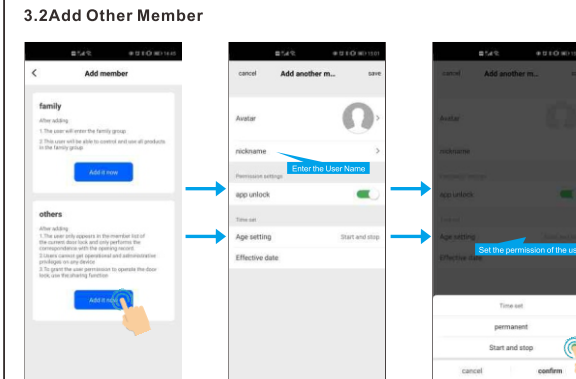 3.2Add Other Member
Add member
family
After adding
1.The user will enter the family group.
2.This user will be able to control and use all products
in the family group
Add it now
others
After adding
1.The user only appears in the member list of
the current door lock and only performs the
correspondence with the opening record.
2.Users cannot get operational and administrative
privileges on any device
3.To grant the user permission to operate the door
lock, use the sharing function
Add it now
cancel Add another m... save
Avatar
nickname
Enter the User Name
Permission settings
app unlock
Time set
Age setting Start and stop
Effective date
cancel Add another m...
Avatar
nickname
app unlock
Age setting
Set the permission of the us
Effective da
Time set
permanent
Start and stop
cancel confirm